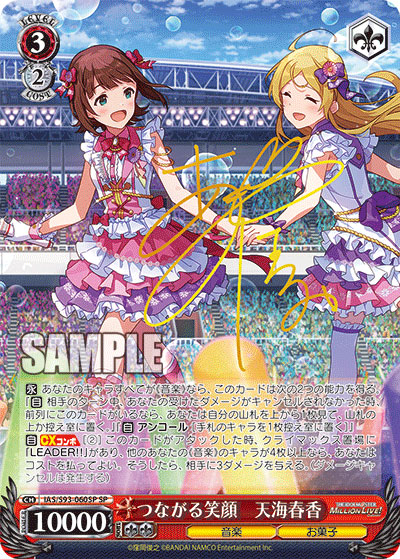 LEVEL
3
2
COST
SAMPLE
永 あなたのキャラすべてが《音楽》なら、このカードは次の2つの能力を得る。
『自 相手のターン中、あなたの受けたダメージがキャンセルされなかった時、
前列にこのカードがいるなら、あなたは自分の山札を上から1枚見て、山札の
上か控え室に置く。』『自 アンコール [手札のキャラを1枚控え室に置く]』
自 CXコンボ [(2)] このカードがアタックした時、クライマックス置場に
「LEADER!!」があり、他のあなたの《音楽》のキャラが4枚以上なら、あなたは
コストを払ってよい。そうしたら、相手に3ダメージを与える。(ダメージキャ
ンセルは発生する)
CH
IAS/S93-060SP SP
10000
つながる笑顔 天海春香
THE IDOLM@STER
MILLION LIVE!
音楽
お菓子
©窪岡俊之 ©BANDAI NAMCO Entertainment Inc.